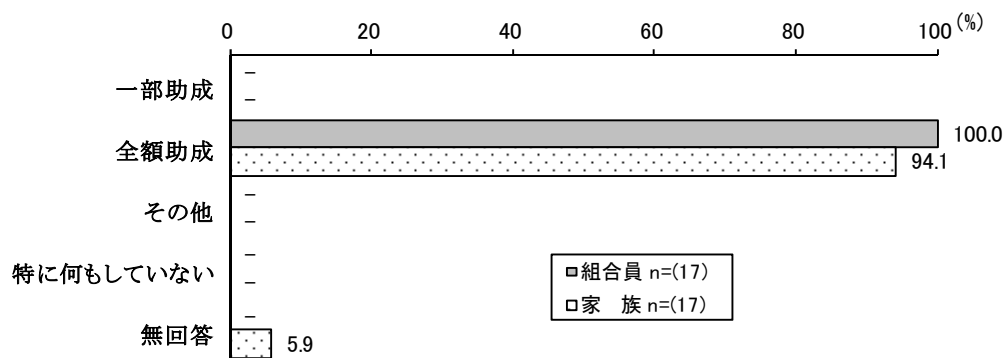 0 20 40 60 80 100 (%)
一部助成 – –
全額助成 100.0 94.1
その他 – –
特に何もしていない – –
無回答 – 5.9
組合員 n=(17)
家　族 n=(17)